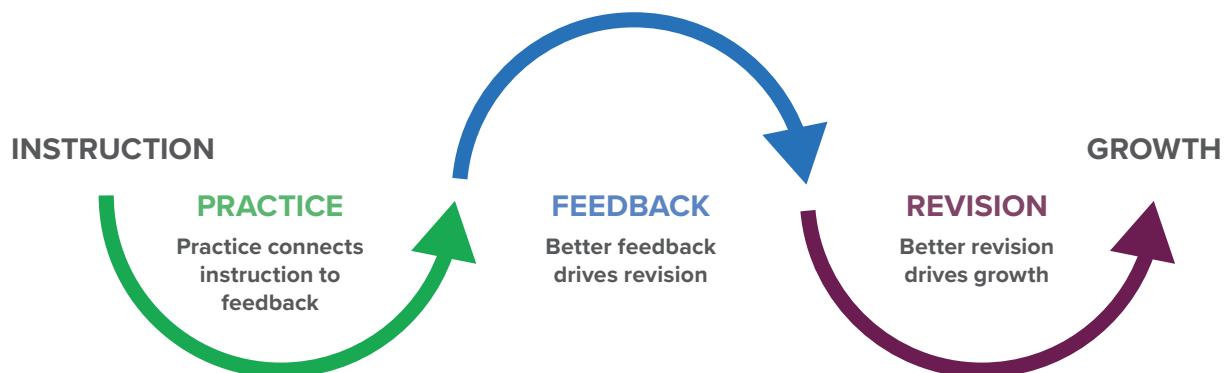 INSTRUCTION
GROWTH
PRACTICE
Practice connects
instruction to
feedback
FEEDBACK
Better feedback
drives revision
REVISION
Better revision
drives growth